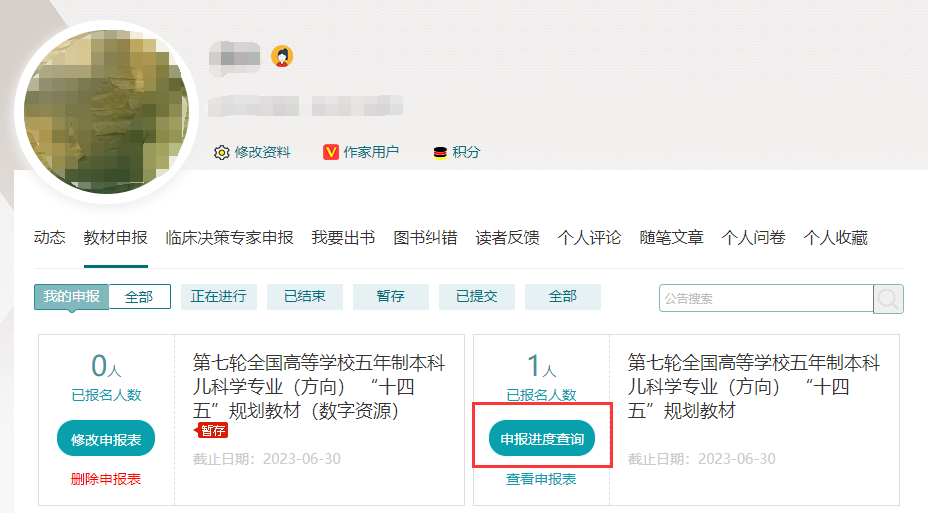 修改资料 作家用户 积分
动态 教材申报 临床决策专家申报 我要出书 图书纠错 读者反馈 个人评论 随笔文章 个人问卷 个人收藏
我的申报 全部 正在进行 已结束 暂存 已提交 全部 公告搜索
0人
已报名人数
修改申报表
删除申报表
第七轮全国高等学校五年制本科
儿科学专业（方向）“十四
五”规划教材（数字资源）
暂存
截止日期：2023-06-30
1人
已报名人数
申报进度查询
查看申报表
第七轮全国高等学校五年制本科
儿科学专业（方向）“十四
五”规划教材
截止日期：2023-06-30